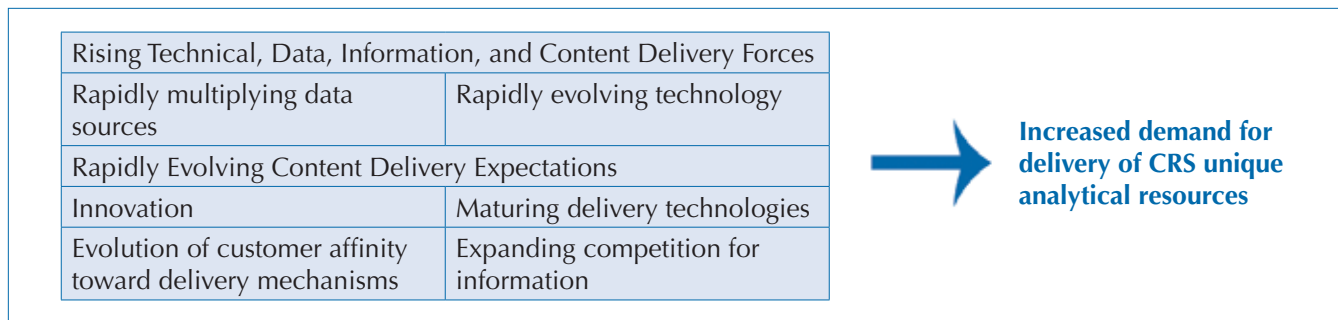 Rising Technical, Data, Information, and Content Delivery Forces
Rapidly multiplying data
sources
Rapidly evolving technology
Rapidly Evolving Content Delivery Expectations
Innovation
Maturing delivery technologies
Evolution of customer affinity
toward delivery mechanisms
Expanding competition for
information
Increased demand for
delivery of CRS unique
analytical resources